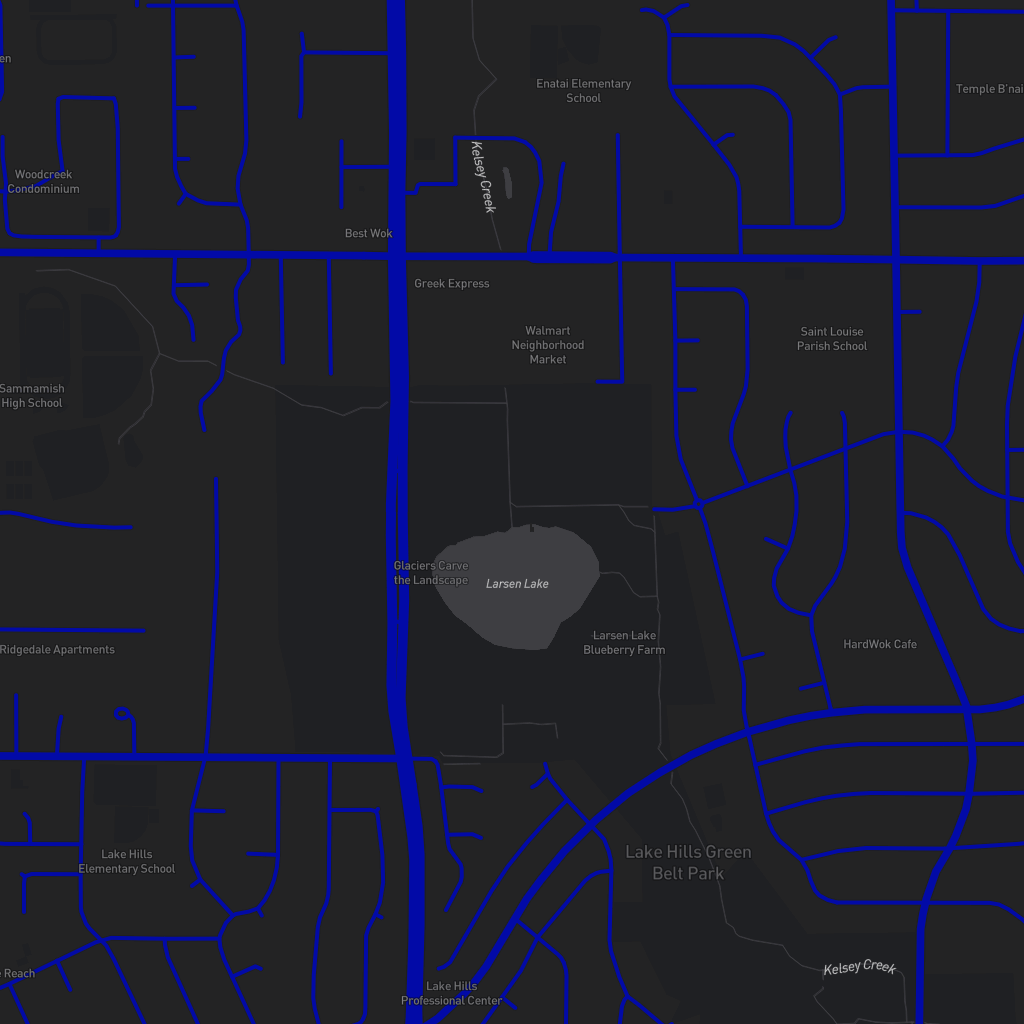 en
Enatai Elementary
School
Temple B'nai
Kelsey Creek
Woodcreek
Condominium
Best Wok
Greek Express
Walmart
Neighborhood
Market
Saint Louise
Parish School
Sammamish
High School
Glaciers Carve
the Landscape
Larsen Lake
Larsen Lake
Blueberry Farm
HardWok Cafe
Ridgedale Apartments
Lake Hills
Elementary School
Lake Hills Green
Belt Park
Kelsey Creek
e Reach
Lake Hills
Professional Center